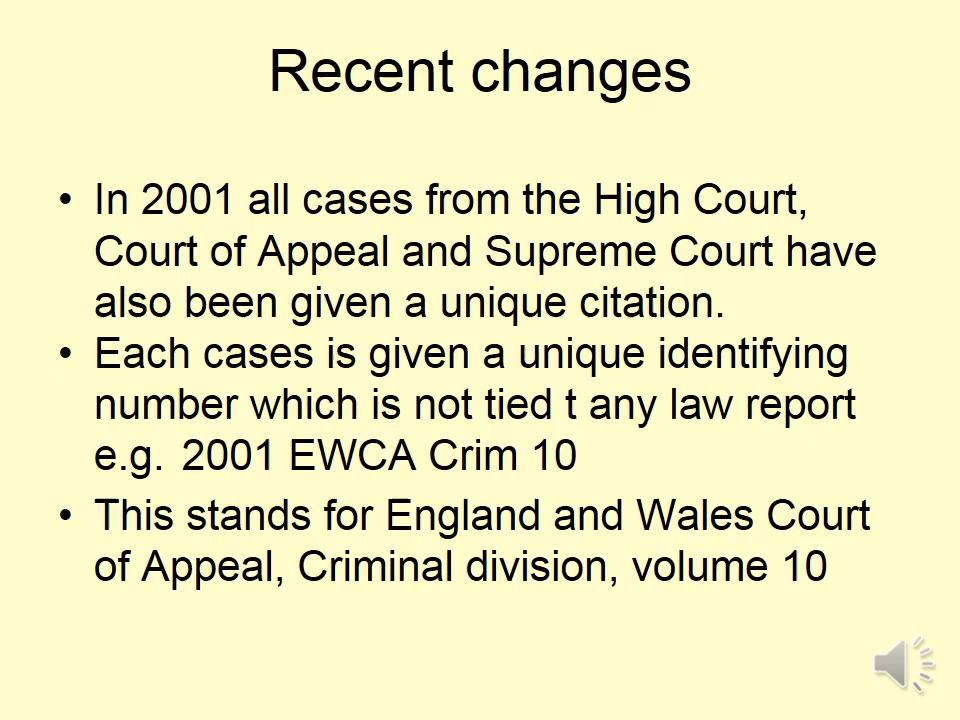 Recent changes
• In 2001 all cases from the High Court,
Court of Appeal and Supreme Court have
also been given a unique citation.
• Each cases is given a unique identifying
number which is not tied t any law report
e.g. 2001 EWCA Crim 10
• This stands for England and Wales Court
of Appeal, Criminal division, volume 10